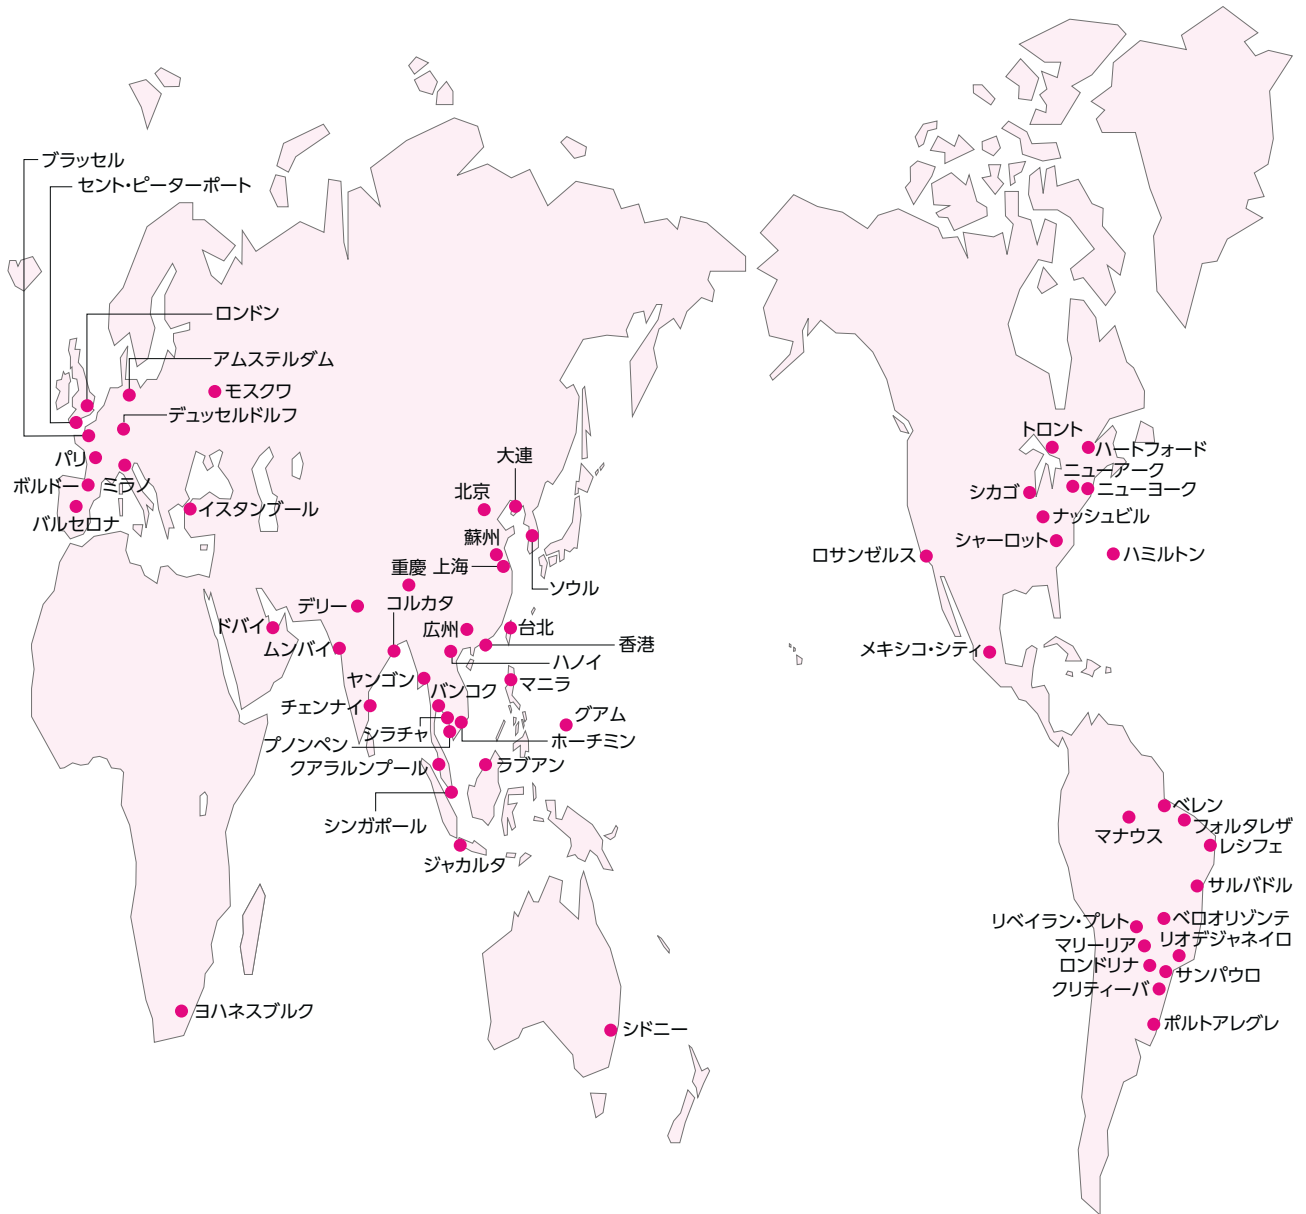 ブラッセル
セント・ピーターポート
ロンドン
アムステルダム
モスクワ
デュッセルドルフ
パリ
ボルドー
ミラノ
バルセロナ
イスタンブール
大連
北京
蘇州
重慶
上海
ソウル
デリー
コルカタ
ドバイ
広州
台北
ムンバイ
香港
ハノイ
ヤンゴン
バンコク
マニラ
チェンナイ
グアム
シラチャ
プノンペン
ホーチミン
クアラルンプール
ラブアン
シンガポール
ジャカルタ
ヨハネスブルク
シドニー
トロント
ハートフォード
ニューアーク
シカゴ
ニューヨーク
ナッシュビル
シャーロット
ロサンゼルス
ハミルトン
メキシコ・シティ
ベレン
マナウス
フォルタレザ
レシフェ
サルバドル
リベイラン・プレト
ベロオリゾンテ
マリーリア
リオデジャネイロ
ロンドリナ
サンパウロ
クリティーバ
ポルトアレグレ